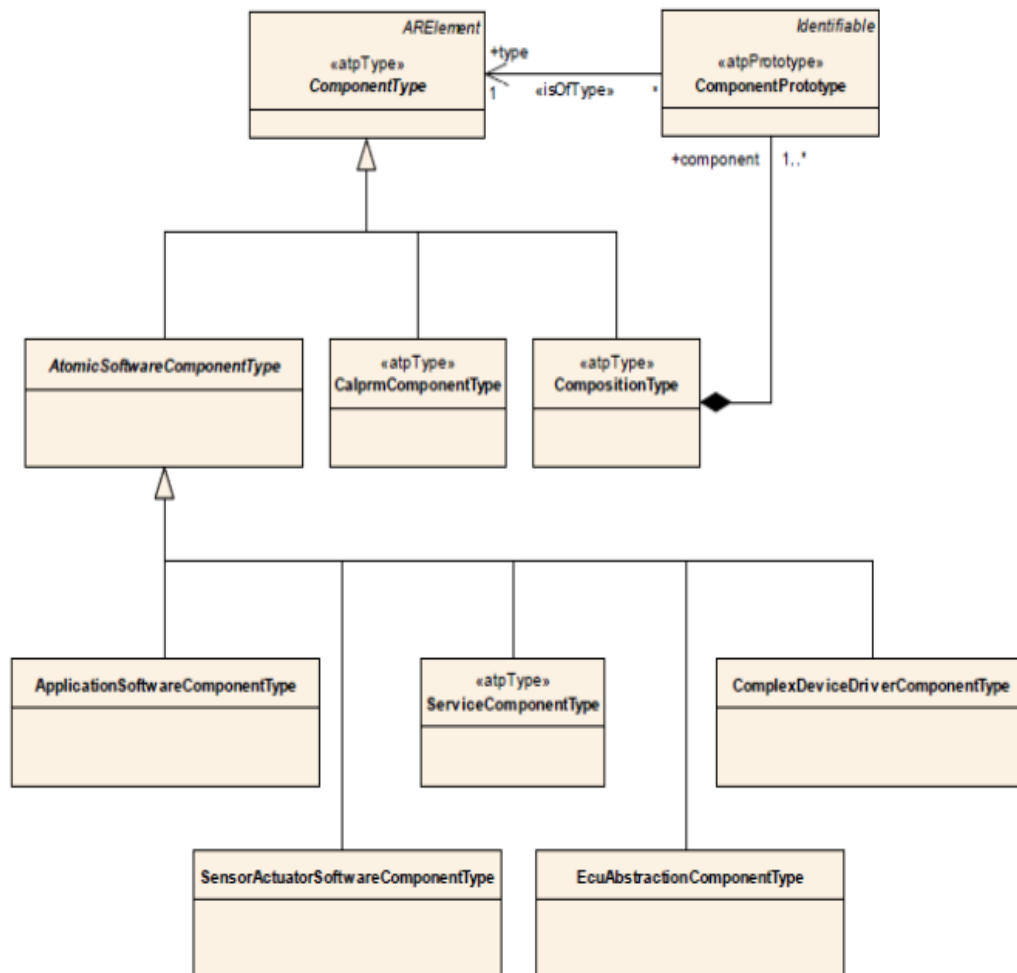 ARElement
«atpType»
ComponentType
+type
1
«isOfType»
*
Identifiable
«atpPrototype»
ComponentPrototype
+component
1..*
AtomicSoftwareComponentType
«atpType»
CalprmComponentType
«atpType»
CompositionType
ApplicationSoftwareComponentType
«atpType»
ServiceComponentType
ComplexDeviceDriverComponentType
SensorActuatorSoftwareComponentType
EcuAbstractionComponentType